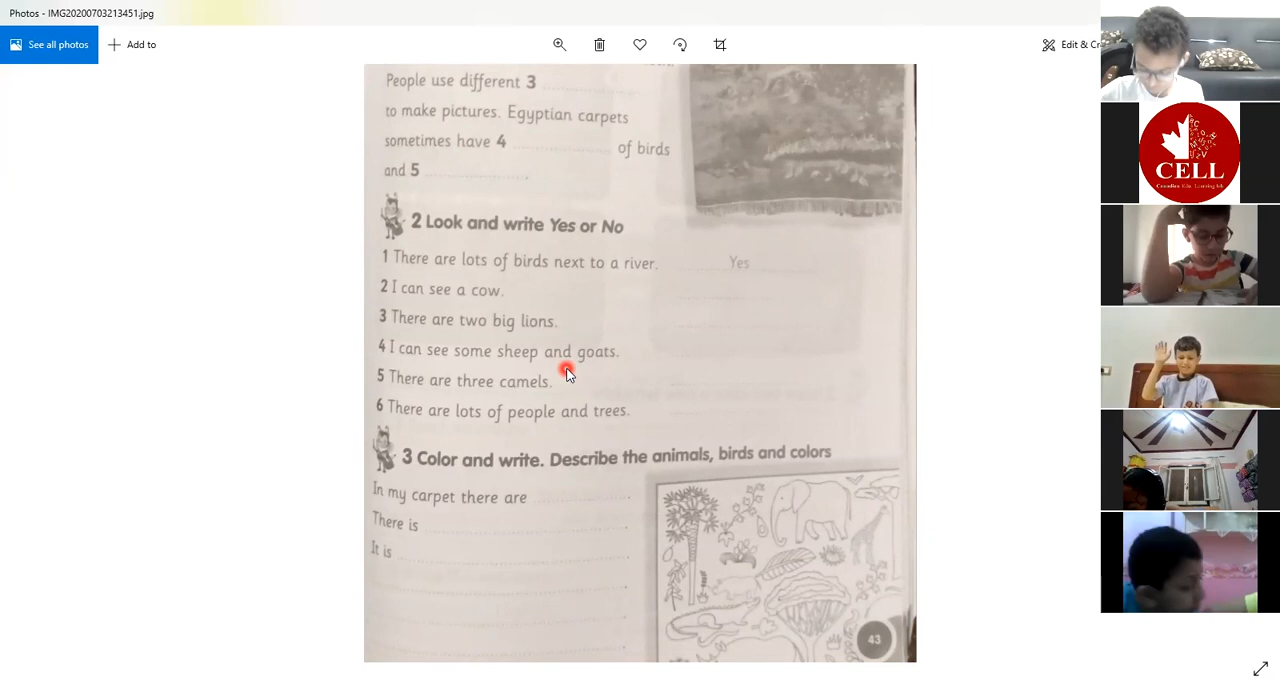 Photos - IMG20200703213451.jpg
See all photos
Add to
Edit & Cr
People use different 3
to make pictures. Egyptian carpets
sometimes have 4 of birds
and 5
2 Look and write Yes or No
1 There are lots of birds next to a river. Yes
2 I can see a cow.
3 There are two big lions.
4 I can see some sheep and goats.
5 There are three camels.
6 There are lots of people and trees.
3 Color and write. Describe the animals, birds and colors
In my carpet there are
There is
It is
43
CELL